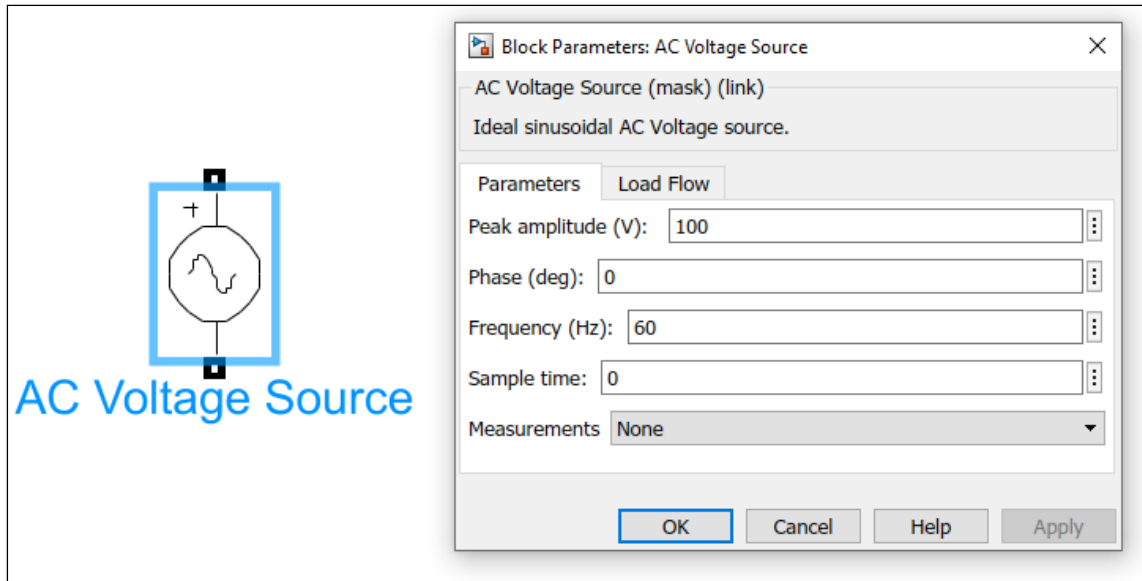 Block Parameters: AC Voltage Source
AC Voltage Source (mask) (link)
Ideal sinusoidal AC Voltage source.
Parameters Load Flow
Peak amplitude (V): 100
Phase (deg): 0
Frequency (Hz): 60
Sample time: 0
Measurements None
OK Cancel Help Apply
+
AC Voltage Source